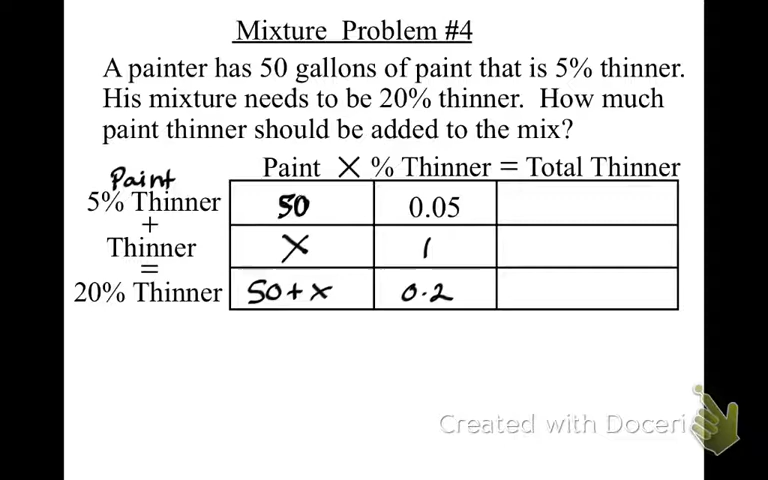 Mixture Problem #4
A painter has 50 gallons of paint that is 5% thinner.
His mixture needs to be 20% thinner. How much
paint thinner should be added to the mix?
Paint X % Thinner = Total Thinner
Paint
5% Thinner 50 0.05
+
Thinner X 1
=
20% Thinner 50+x 0.2
Created with Doceri